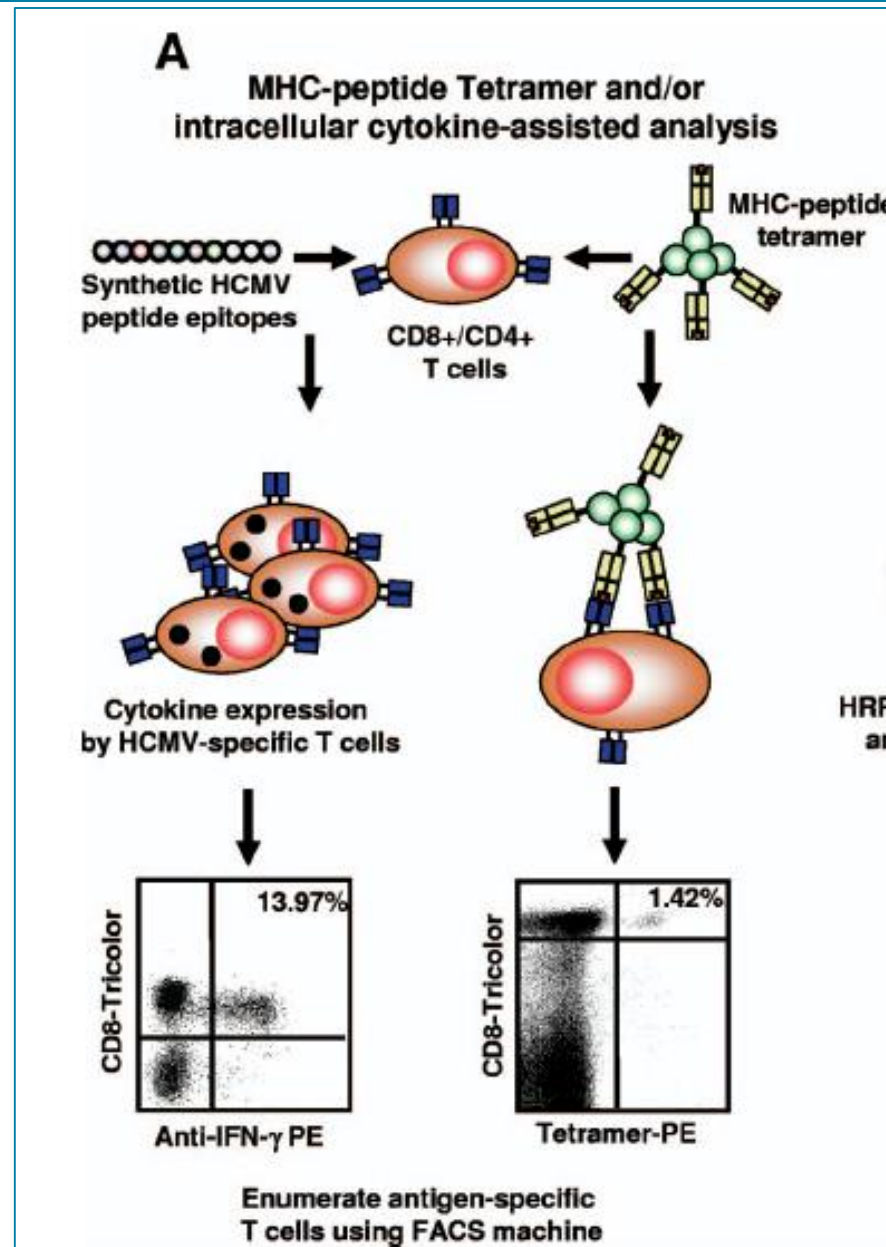 A
MHC-peptide Tetramer and/or
intracellular cytokine-assisted analysis
MHC-peptide
tetramer
Synthetic HCMV
peptide epitopes
CD8+/CD4+
T cells
Cytokine expression
by HCMV-specific T cells
13.97%
CD8-Tricolor
Anti-IFN-γ PE
1.42%
CD8-Tricolor
Tetramer-PE
Enumerate antigen-specific
T cells using FACS machine